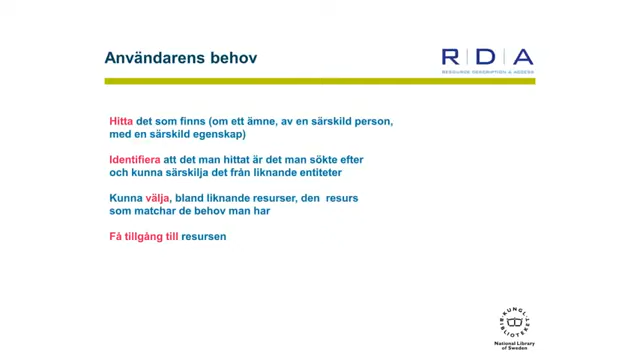 Användarens behov
R|D|A
RESOURCE DESCRIPTION & ACCESS
Hitta det som finns (om ett ämne, av en särskild person,
med en särskild egenskap)
Identifiera att det man hittat är det man sökte efter
och kunna särskilja det från liknande entiteter
Kunna välja, bland liknande resurser, den resurs
som matchar de behov man har
Få tillgång till resursen
KUNGL.
BIBLIOTEKET
National Library
of Sweden